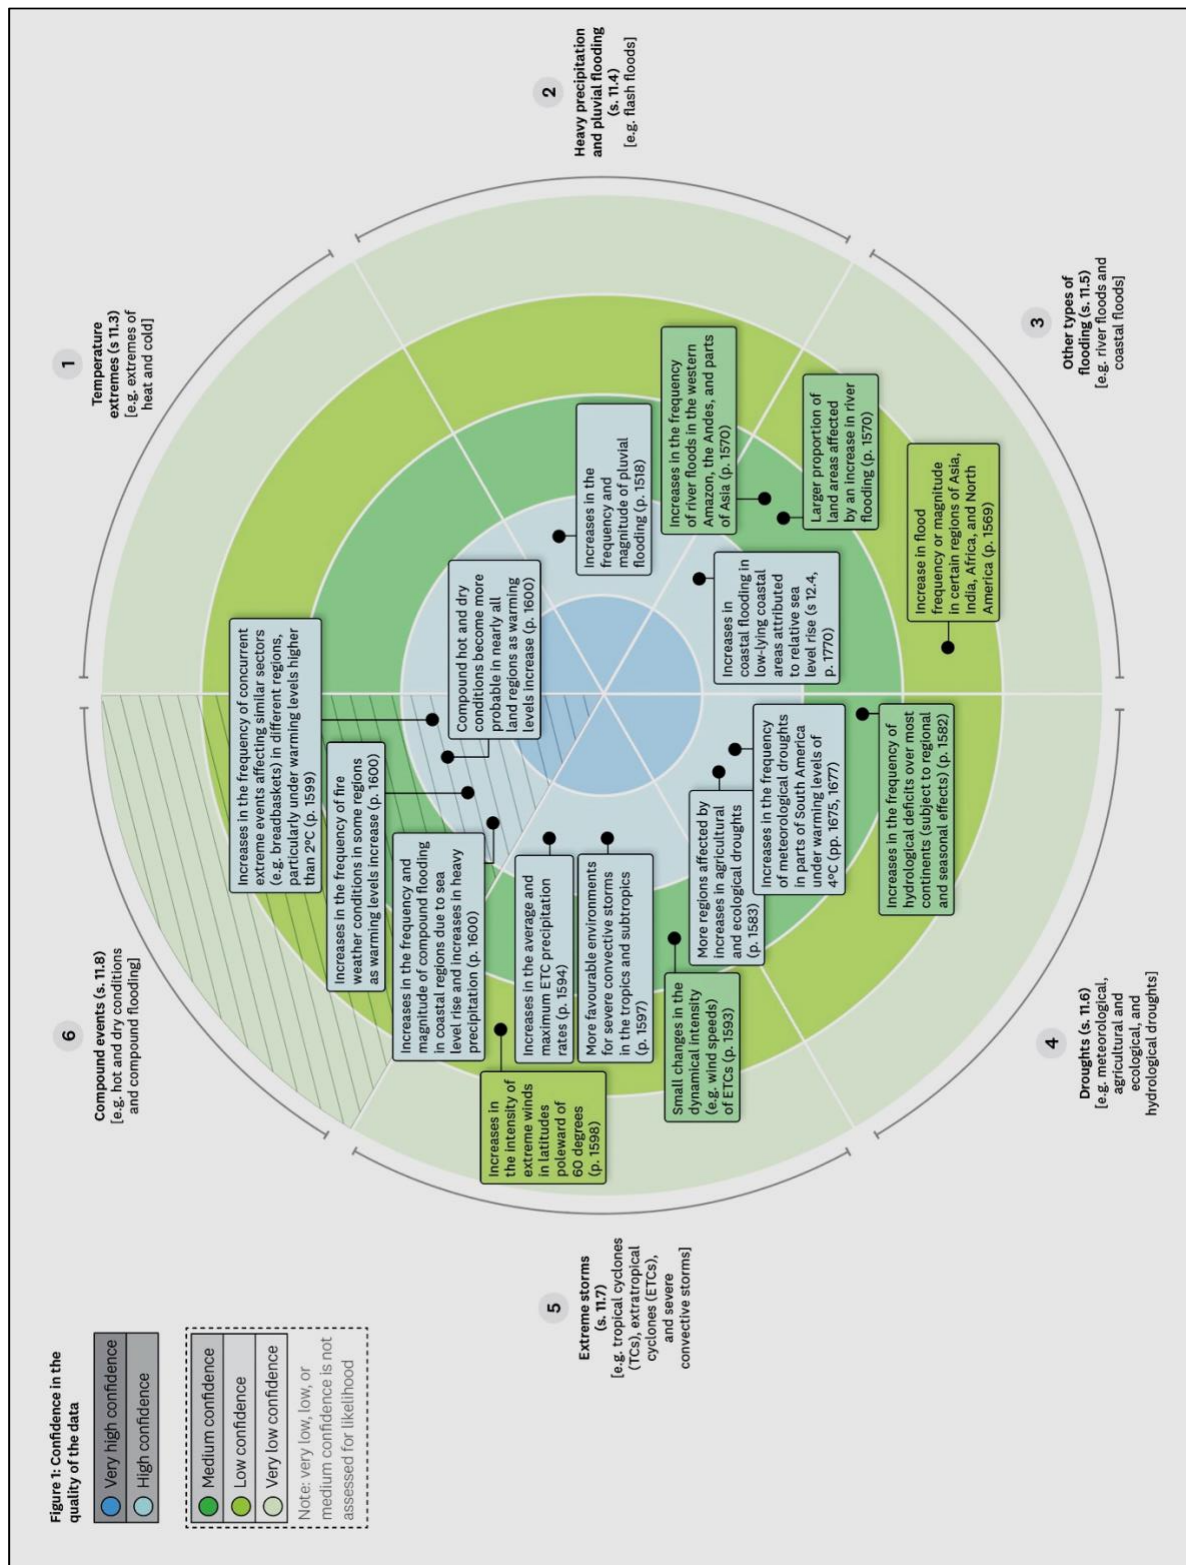 Figure 1: Confidence in the
quality of the data
Very high confidence
High confidence
Medium confidence
Low confidence
Very low confidence
Note: very low, low, or
medium confidence is not
assessed for likelihood
1
Temperature
extremes (s 11.3)
[e.g. extremes of
heat and cold]
2
Heavy precipitation
and pluvial flooding
(s. 11.4)
[e.g. flash floods]
Increases in the
frequency and
magnitude of pluvial
flooding (p. 1518)
3
Other types of
flooding (s. 11.5)
[e.g. river floods and
coastal floods]
Increases in the frequency
of river floods in the western
Amazon, the Andes, and parts
of Asia (p. 1570)
Larger proportion of
land areas affected
by an increase in river
flooding (p. 1570)
Increases in
coastal flooding in
low-lying coastal
areas attributed
to relative sea
level rise (s 12.4,
p. 1770)
Increase in flood
frequency or magnitude
in certain regions of Asia,
India, Africa, and North
America (p. 1569)
4
Droughts (s. 11.6)
[e.g. meteorological,
agricultural and
ecological, and
hydrological droughts]
More regions affected by
increases in agricultural
and ecological droughts
(p. 1583)
Increases in the frequency
of meteorological droughts
in parts of South America
under warming levels of
4°C (pp. 1675, 1677)
Increases in the frequency of
hydrological deficits over most
continents (subject to regional
and seasonal effects) (p. 1582)
5
Extreme storms
(s. 11.7)
[e.g. tropical cyclones
(TCs), extratropical
cyclones (ETCs),
and severe
convective storms]
Increases in
the intensity of
extreme winds
in latitudes
poleward of
60 degrees
(p. 1598)
Increases in the average and
maximum ETC precipitation
rates (p. 1594)
More favourable environments
for severe convective storms
in the tropics and subtropics
(p. 1597)
Small changes in the
dynamical intensity
(e.g. wind speeds)
of ETCs (p. 1593)
6
Compound events (s. 11.8)
[e.g. hot and dry conditions
and compound flooding]
Increases in the frequency of concurrent
extreme events affecting similar sectors
(e.g. breadbaskets) in different regions,
particularly under warming levels higher
than 2°C (p. 1599)
Increases in the frequency of fire
weather conditions in some regions
as warming levels increase (p. 1600)
Increases in the frequency and
magnitude of compound flooding
in coastal regions due to sea
level rise and increases in heavy
precipitation (p. 1600)
Compound hot and dry
conditions become more
probable in nearly all
land regions as warming
levels increase (p. 1600)